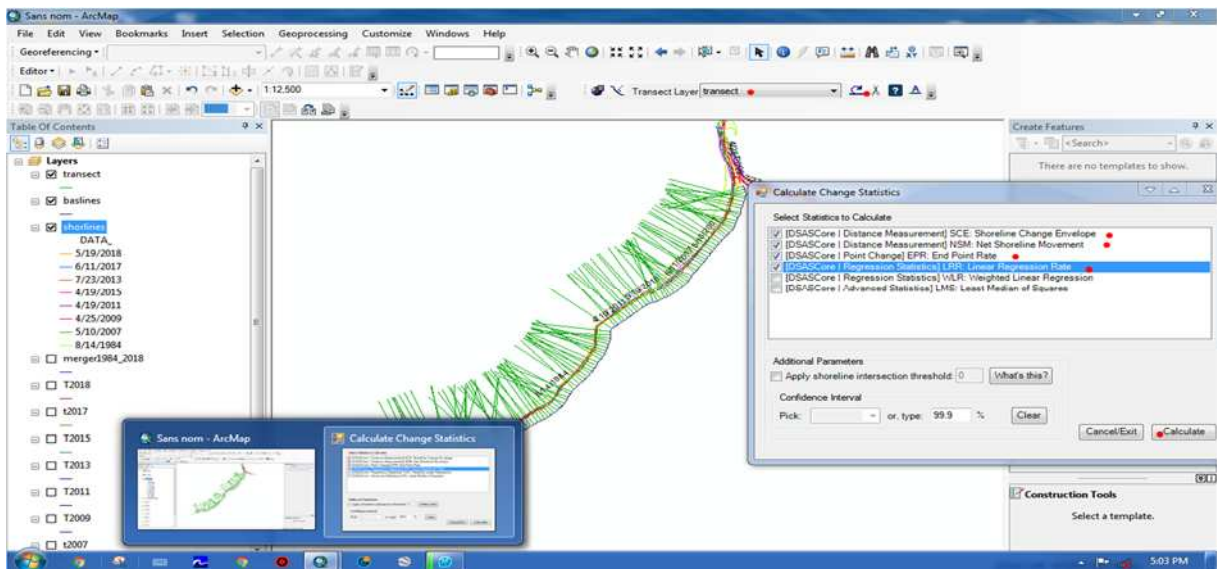 Sans nom - ArcMap
File Edit View Bookmarks Insert Selection Geoprocessing Customize Windows Help
Georeferencing
Editor
1:12,500
Transect Layer transect
Table Of Contents
Layers
transect
baslines
shorlines
DATA_
5/19/2018
6/11/2017
7/23/2013
4/19/2015
4/19/2011
4/25/2009
5/10/2007
8/14/1984
merger1984_2018
T2018
t2017
T2015
T2013
T2011
T2009
t2007
Create Features
<Search>
There are no templates to show.
Calculate Change Statistics
Select Statistics to Calculate
[DSASCore | Distance Measurement] SCE: Shoreline Change Envelope
[DSASCore | Distance Measurement] NSM: Net Shoreline Movement
[DSASCore | Point Change] EPR: End Point Rate
[DSASCore | Regression Statistics] LRR: Linear Regression Rate
[DSASCore | Regression Statistics] WLR: Weighted Linear Regression
[DSASCore | Advanced Statistics] LMS: Least Median of Squares
Additional Parameters
Apply shoreline intersection threshold: 0 What's this?
Confidence Interval
Pick: or, type: 99.9 % Clear
Cancel/Exit Calculate
Construction Tools
Select a template.
Sans nom - ArcMap
Calculate Change Statistics
5:03 PM